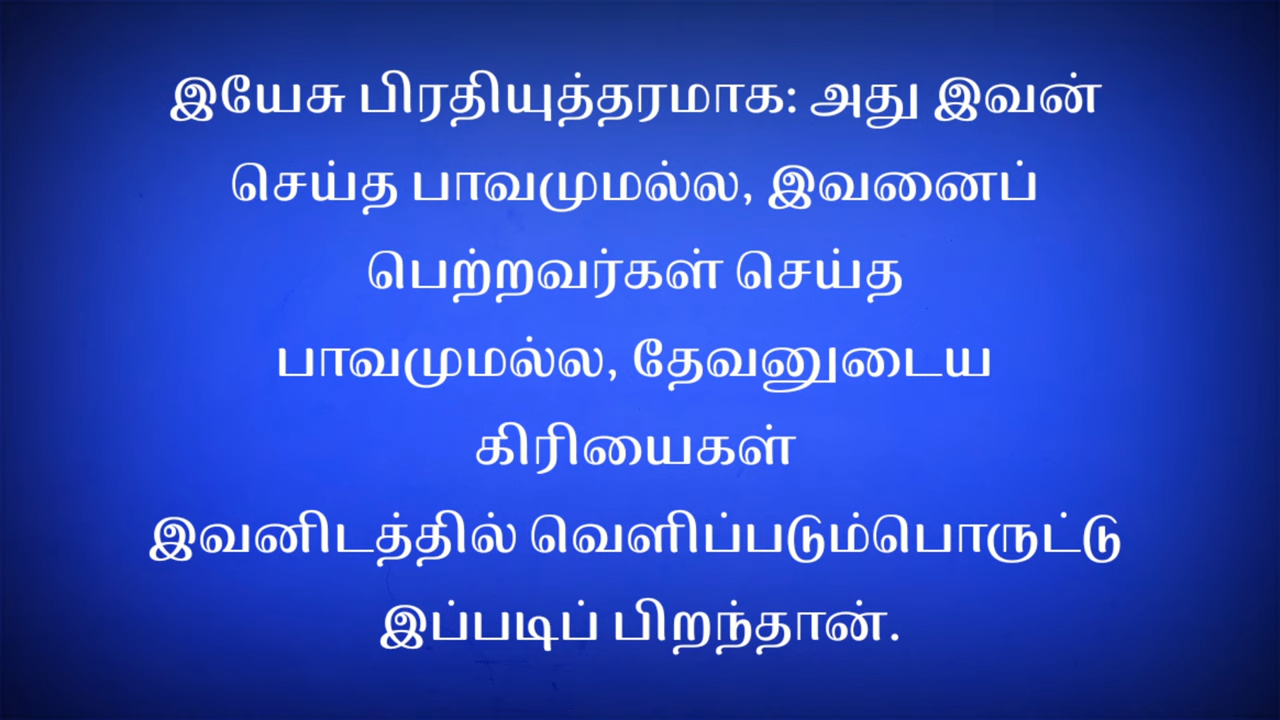 இயேசு பிரதியுத்தரமாக: அது இவன்
செய்த பாவமுமல்ல, இவனைப்
பெற்றவர்கள் செய்த
பாவமுமல்ல, தேவனுடைய
கிரியைகள்
இவனிடத்தில் வெளிப்படும்பொருட்டு
இப்படிப் பிறந்தான்.